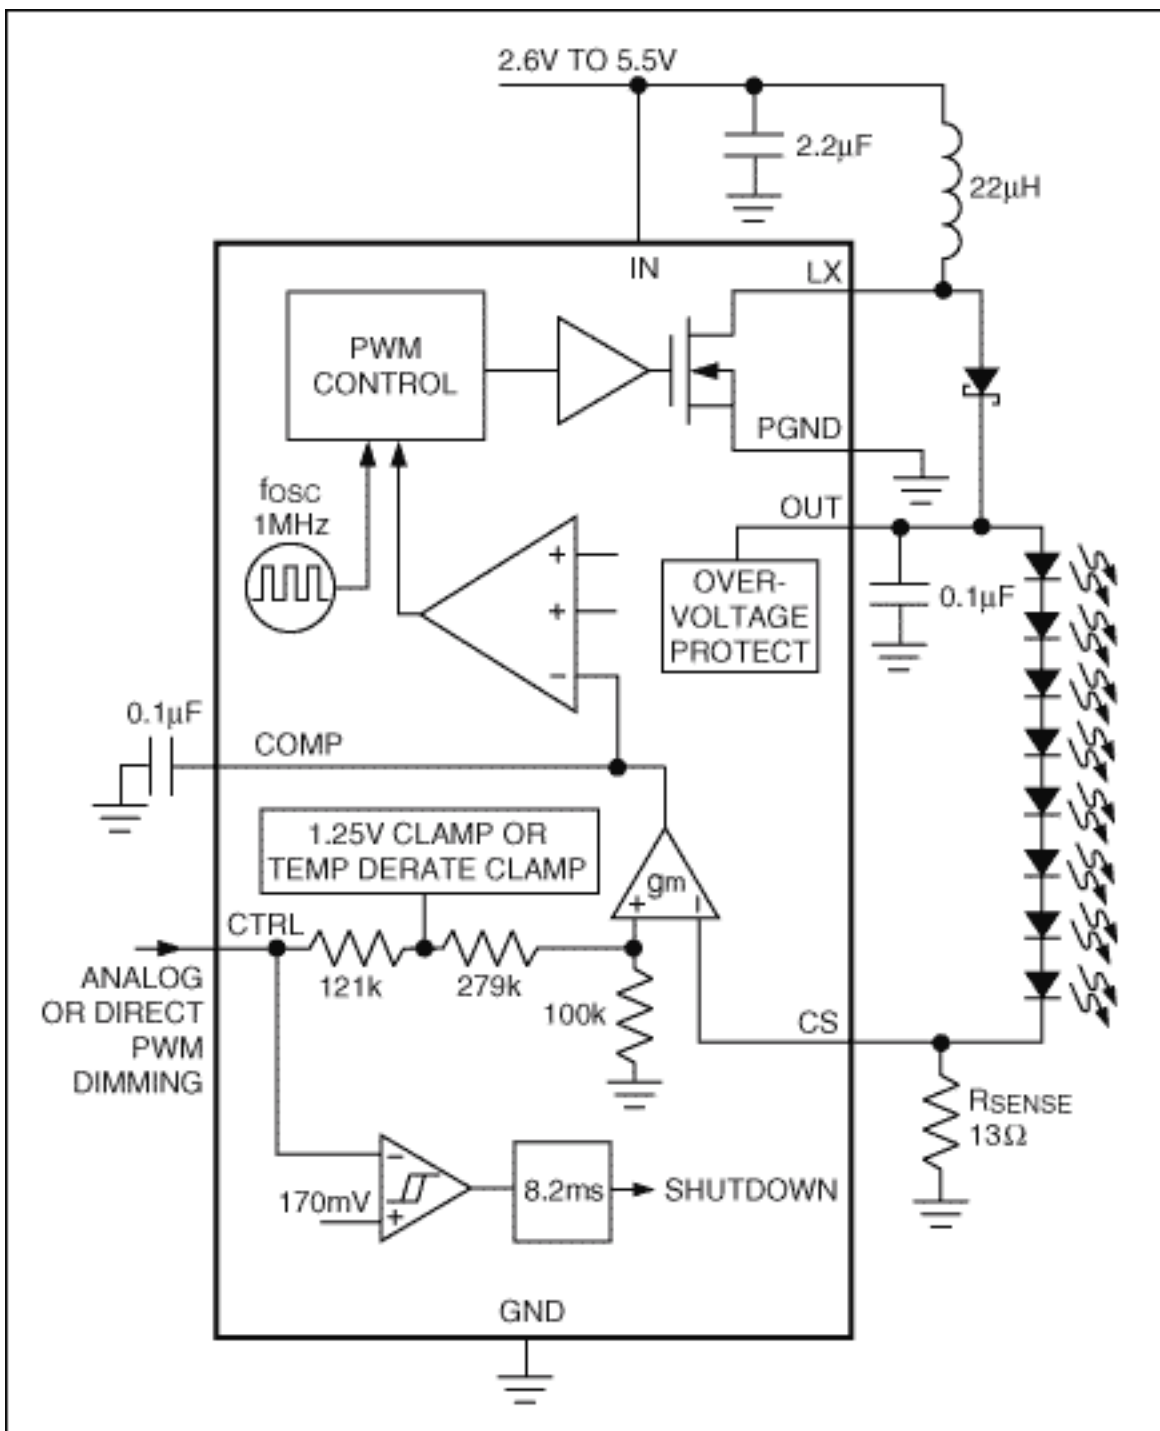 2.6V TO 5.5V
2.2µF
22µH
IN
LX
PWM
CONTROL
PGND
fOSC
1MHz
OUT
+
+
−
OVER-
VOLTAGE
PROTECT
0.1µF
0.1µF
COMP
1.25V CLAMP OR
TEMP DERATE CLAMP
gm
+ −
CTRL
121k
279k
100k
ANALOG
OR DIRECT
PWM
DIMMING
CS
RSENSE
13Ω
−
170mV
+
8.2ms
SHUTDOWN
GND